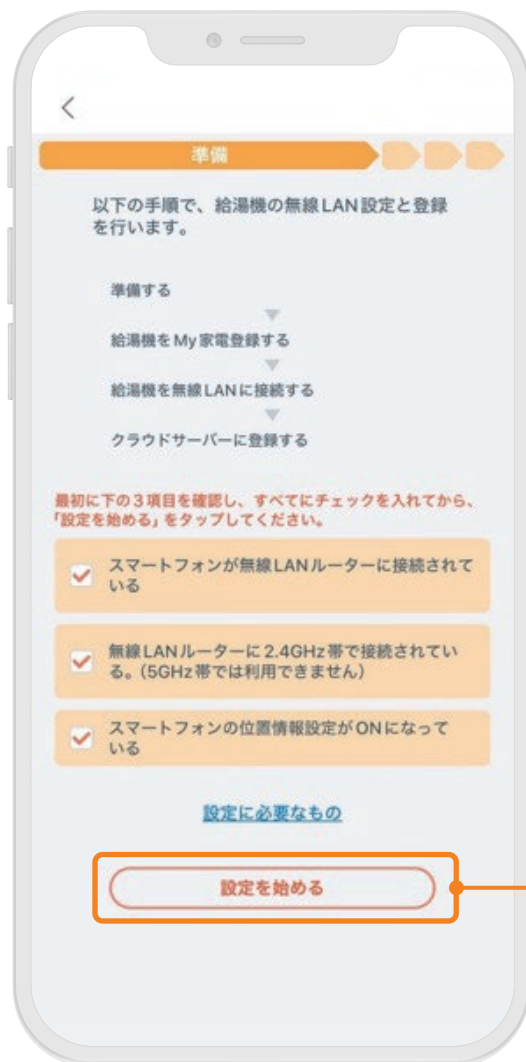 準備
以下の手順で、給湯機の無線LAN設定と登録
を行います。
準備する
給湯機をMy家電登録する
給湯機を無線LANに接続する
クラウドサーバーに登録する
最初に下の3項目を確認し、すべてにチェックを入れてから、
「設定を始める」をタップしてください。
スマートフォンが無線LANルーターに接続されて
いる
無線LANルーターに2.4GHz帯で接続されてい
る。(5GHz帯では利用できません)
スマートフォンの位置情報設定がONになって
いる
設定に必要なもの
設定を始める